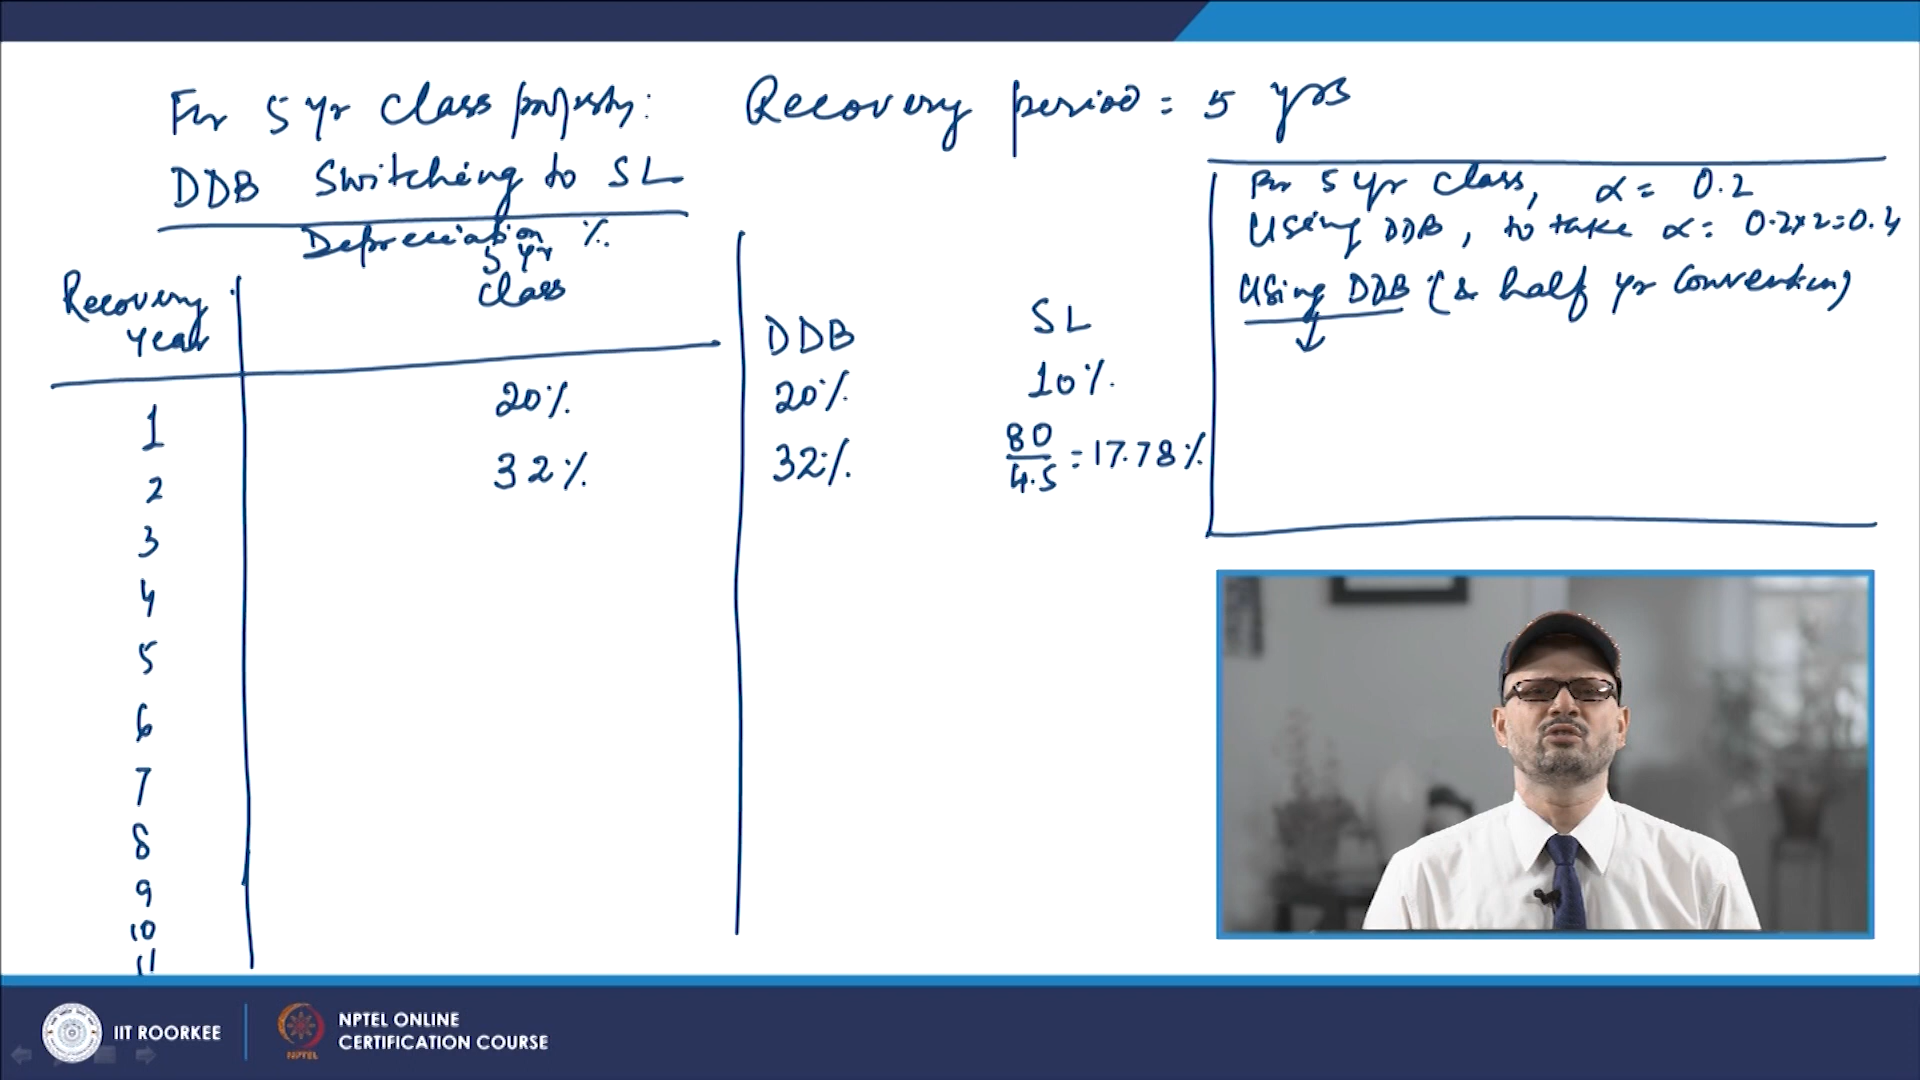 For 5 yr class property: Recovery period = 5 yrs
DDB Switching to SL
Depreciation %
5 Yr
Class
Recovery
Year
DDB
SL
1 20% 20% 10%
2 32% 32% 80/4.5 = 17.78%
3
4
5
6
7
8
9
10
11
For 5 yr class, α = 0.2
Using DDB, to take α = 0.2x2=0.4
Using DDB (& half yr Convention)
IIT ROORKEE
NPTEL
NPTEL ONLINE
CERTIFICATION COURSE